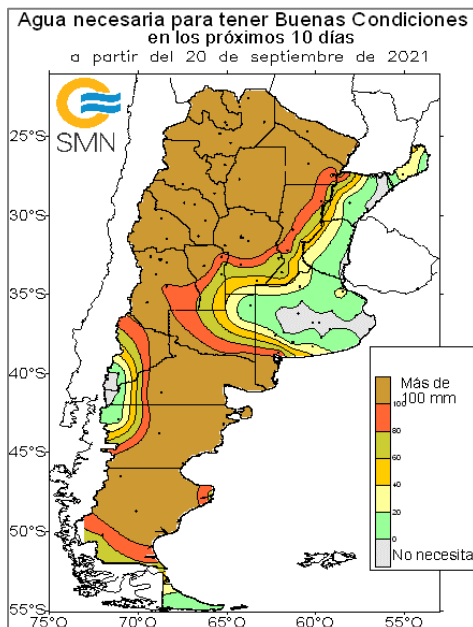 Agua necesaria para tener Buenas Condiciones
en los próximos 10 días
a partir del 20 de septiembre de 2021
SMN
25°S
30°S
35°S
40°S
45°S
50°S
55°S
75°O
70°O
65°O
60°O
55°O
Más de
100 mm
100
80
60
40
20
0
No necesita